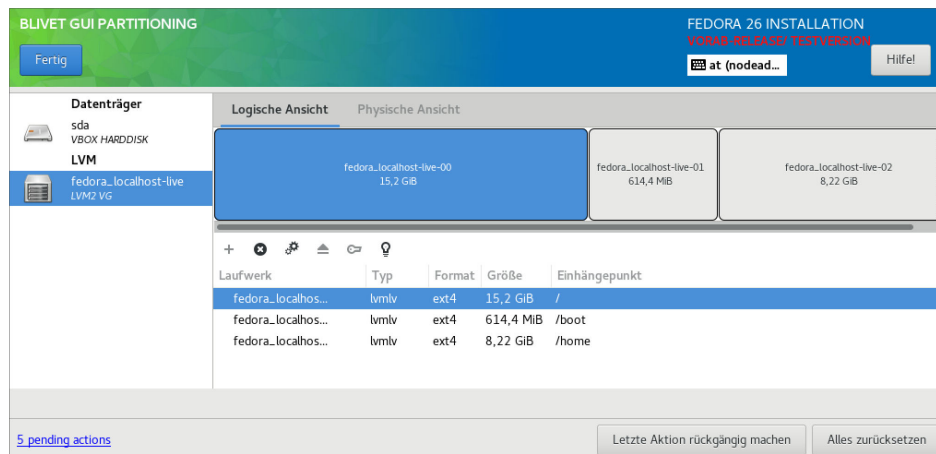 BLIVET GUI PARTITIONING
Fertig
FEDORA 26 INSTALLATION
VORAB-RELEASE/ TESTVERSION
at (nodead...
Hilfe!
Datenträger
sda
VBOX HARDDISK
LVM
fedora_localhost-live
LVM2 VG
Logische Ansicht Physische Ansicht
fedora_localhost-live-00
15,2 GiB
fedora_localhost-live-01
614,4 MiB
fedora_localhost-live-02
8,22 GiB
Laufwerk Typ Format Größe Einhängepunkt
fedora_localhos... lvmlv ext4 15,2 GiB /
fedora_localhos... lvmlv ext4 614,4 MiB /boot
fedora_localhos... lvmlv ext4 8,22 GiB /home
5 pending actions
Letzte Aktion rückgängig machen
Alles zurücksetzen